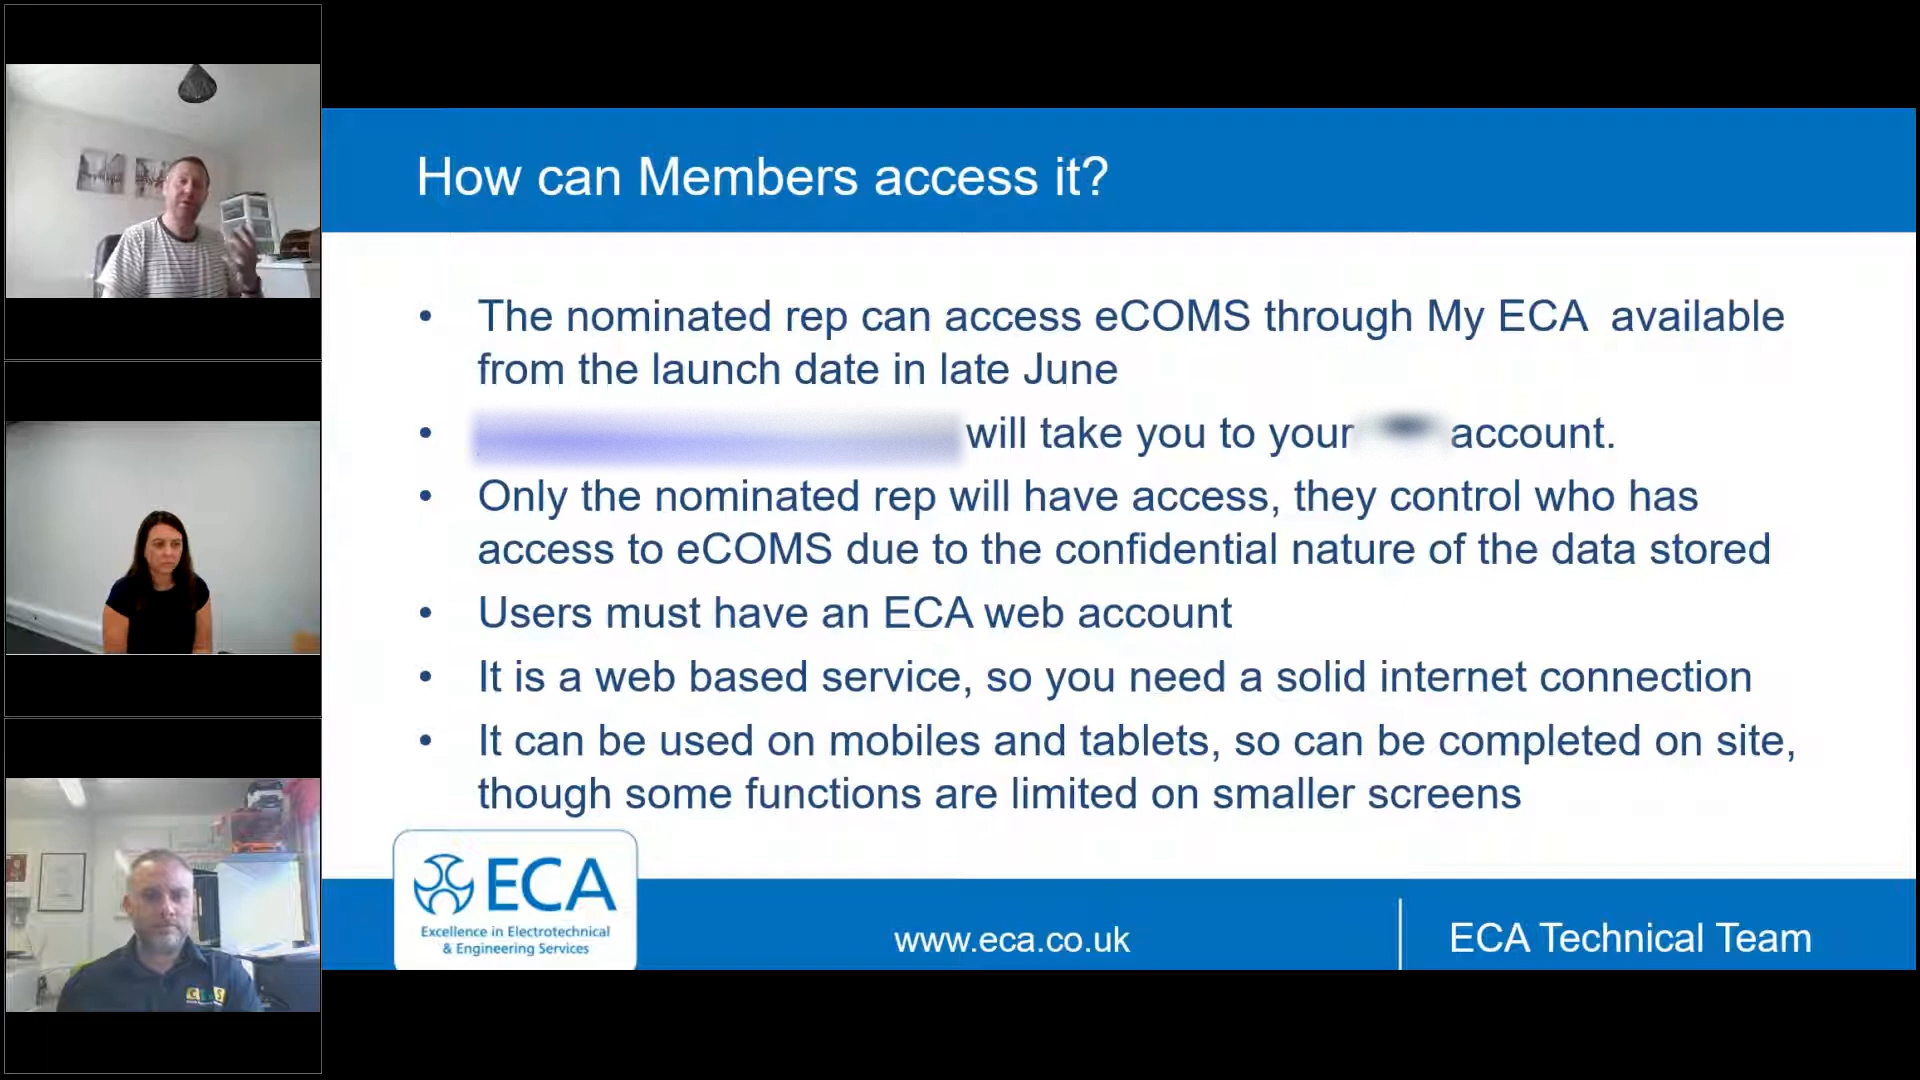 How can Members access it?
• The nominated rep can access eCOMS through My ECA available
from the launch date in late June
• will take you to your account.
• Only the nominated rep will have access, they control who has
access to eCOMS due to the confidential nature of the data stored
• Users must have an ECA web account
• It is a web based service, so you need a solid internet connection
• It can be used on mobiles and tablets, so can be completed on site,
though some functions are limited on smaller screens
ECA
Excellence in Electrotechnical
& Engineering Services
www.eca.co.uk
ECA Technical Team